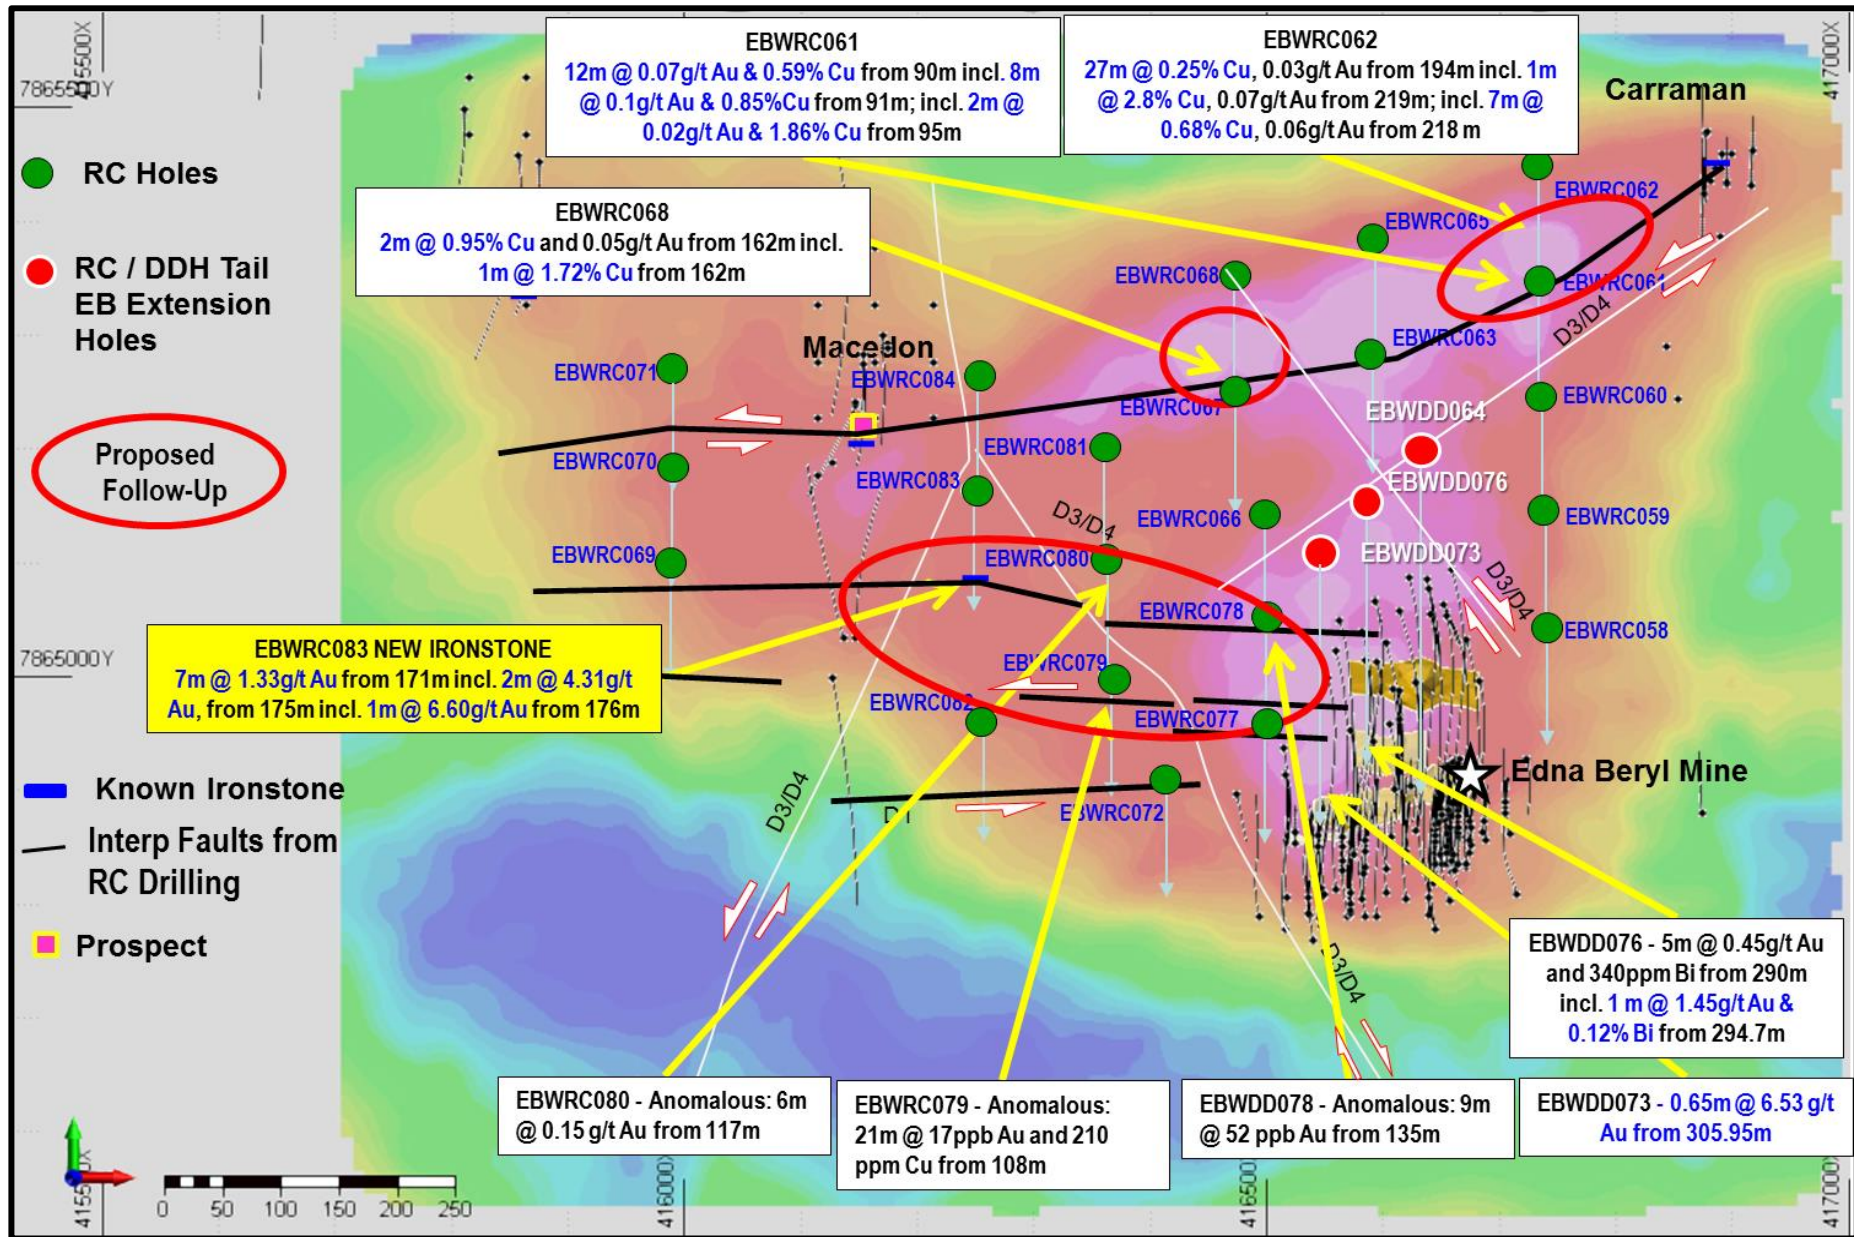 EBWRC061
12m @ 0.07g/t Au & 0.59% Cu from 90m incl. 8m
@ 0.1g/t Au & 0.85%Cu from 91m; incl. 2m @
0.02g/t Au & 1.86% Cu from 95m
EBWRC062
27m @ 0.25% Cu, 0.03g/t Au from 194m incl. 1m
@ 2.8% Cu, 0.07g/t Au from 219m; incl. 7m @
0.68% Cu, 0.06g/t Au from 218 m
Carraman
415500X
417000X
7865500Y
RC Holes
RC / DDH Tail
EB Extension
Holes
Proposed
Follow-Up
EBWRC068
2m @ 0.95% Cu and 0.05g/t Au from 162m incl.
1m @ 1.72% Cu from 162m
EBWRC062
EBWRC065
EBWRC068
EBWRC061
D3/D4
EBWRC063
Macedon
EBWRC071
EBWRC084
EBWRC067
EBWRC060
EBWDD064
EBWRC070
EBWRC081
EBWRC083
EBWDD076
EBWRC066
EBWRC059
D3/D4
EBWRC069
EBWRC080
EBWDD073
EBWRC078
D3/D4
EBWRC058
7865000Y
EBWRC083 NEW IRONSTONE
7m @ 1.33g/t Au from 171m incl. 2m @ 4.31g/t
Au, from 175m incl. 1m @ 6.60g/t Au from 176m
EBWRC079
EBWRC082
EBWRC077
Edna Beryl Mine
Known Ironstone
Interp Faults from
RC Drilling
Prospect
D3/D4
D1
EBWRC072
D3/D4
EBWDD076 - 5m @ 0.45g/t Au
and 340ppm Bi from 290m
incl. 1 m @ 1.45g/t Au &
0.12% Bi from 294.7m
EBWRC080 - Anomalous: 6m
@ 0.15 g/t Au from 117m
EBWRC079 - Anomalous:
21m @ 17ppb Au and 210
ppm Cu from 108m
EBWDD078 - Anomalous: 9m
@ 52 ppb Au from 135m
EBWDD073 - 0.65m @ 6.53 g/t
Au from 305.95m
0 50 100 150 200 250
415500X
416000X
416500X
417000X